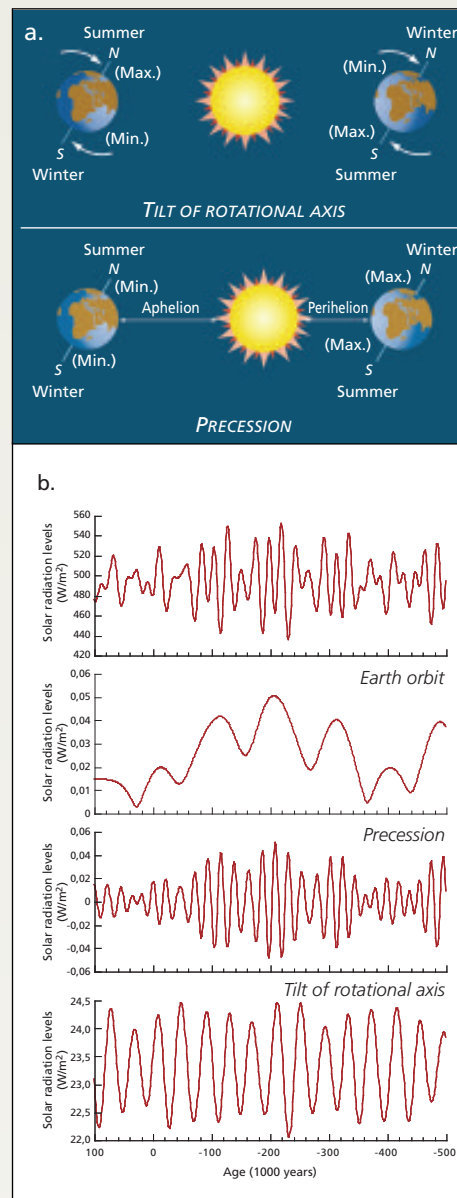 a.
Summer
N
(Max.)
(Min.)
S
Winter
Winter
N
(Min.)
(Max.)
S
Summer
TILT OF ROTATIONAL AXIS
Summer
N
(Min.)
Aphelion
S
(Min.)
Winter
Perihelion
Winter
N
(Max.)
(Max.)
S
Summer
PRECESSION
b.
Solar radiation levels
(W/m²)
560
540
520
500
480
460
440
420
Earth orbit
Solar radiation levels
(W/m²)
0,06
0,05
0,04
0,03
0,02
0,01
0
Precession
Solar radiation levels
(W/m²)
0,06
0,04
0,02
0
-0,02
-0,04
-0,06
Tilt of rotational axis
Solar radiation levels
(W/m²)
24,5
24,0
23,5
23,0
22,5
22,0
100 0 -100 -200 -300 -400 -500
Age (1000 years)